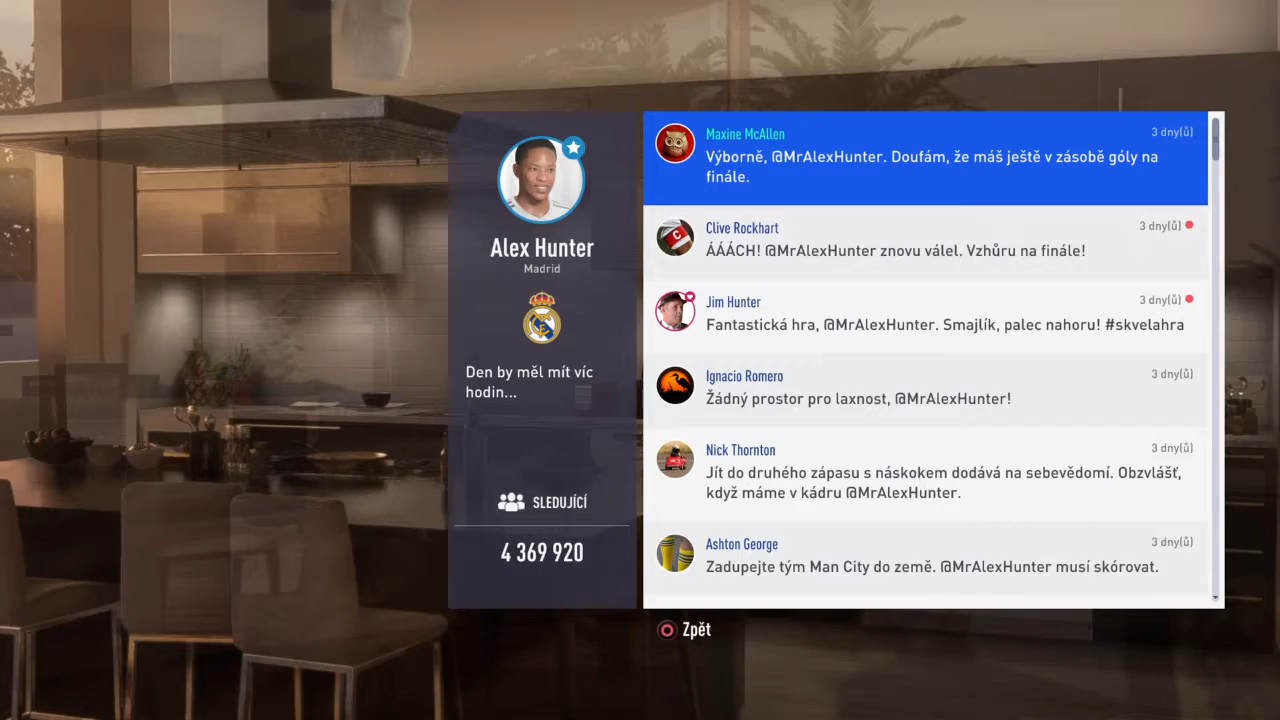 Alex Hunter
Madrid
Den by měl mít víc
hodin...
SLEDUJÍCÍ
4 369 920
Maxine McAllen
3 dny(ů)
Výborně, @MrAlexHunter. Doufám, že máš ještě v zásobě góly na
finále.
Clive Rockhart
3 dny(ů)
ÁÁÁCH! @MrAlexHunter znovu válel. Vzhůru na finále!
Jim Hunter
3 dny(ů)
Fantastická hra, @MrAlexHunter. Smajlík, palec nahoru! #skvelahra
Ignacio Romero
3 dny(ů)
Žádný prostor pro laxnost, @MrAlexHunter!
Nick Thornton
3 dny(ů)
Jít do druhého zápasu s náskokem dodává na sebevědomí. Obzvlášť,
když máme v kádru @MrAlexHunter.
Ashton George
3 dny(ů)
Zadupejte tým Man City do země. @MrAlexHunter musí skórovat.
Zpět